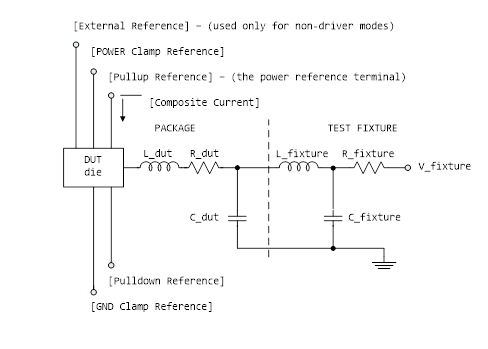 [External Reference] – (used only for non-driver modes)
[POWER Clamp Reference]
[Pullup Reference] – (the power reference terminal)
[Composite Current]
PACKAGE
TEST FIXTURE
L_dut
R_dut
L_fixture
R_fixture
DUT
die
V_fixture
C_dut
C_fixture
[Pulldown Reference]
[GND Clamp Reference]